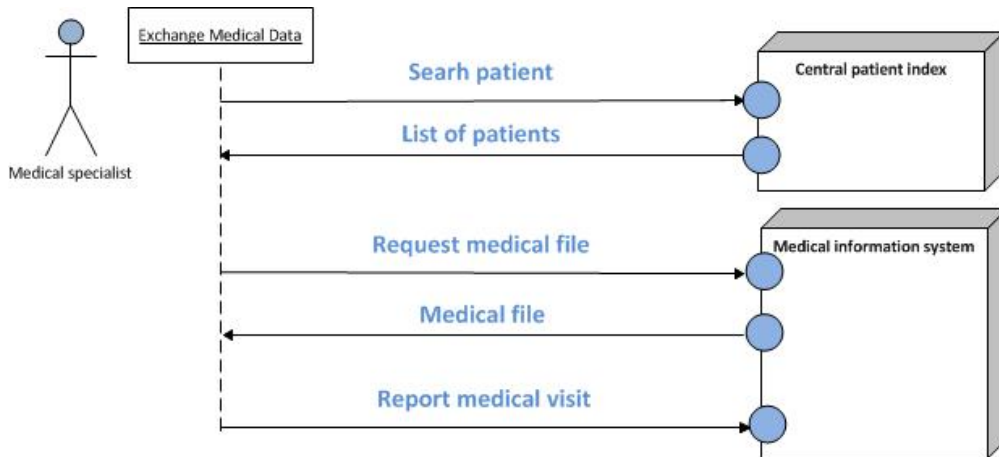 Exchange Medical Data
Searh patient
Central patient index
List of patients
Medical specialist
Request medical file
Medical information system
Medical file
Report medical visit